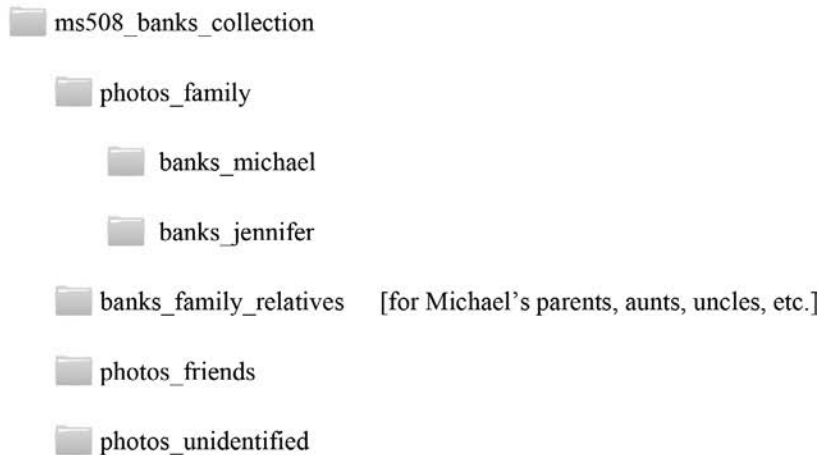 ms508_banks_collection
photos_family
banks_michael
banks_jennifer
banks_family_relatives [for Michael’s parents, aunts, uncles, etc.]
photos_friends
photos_unidentified